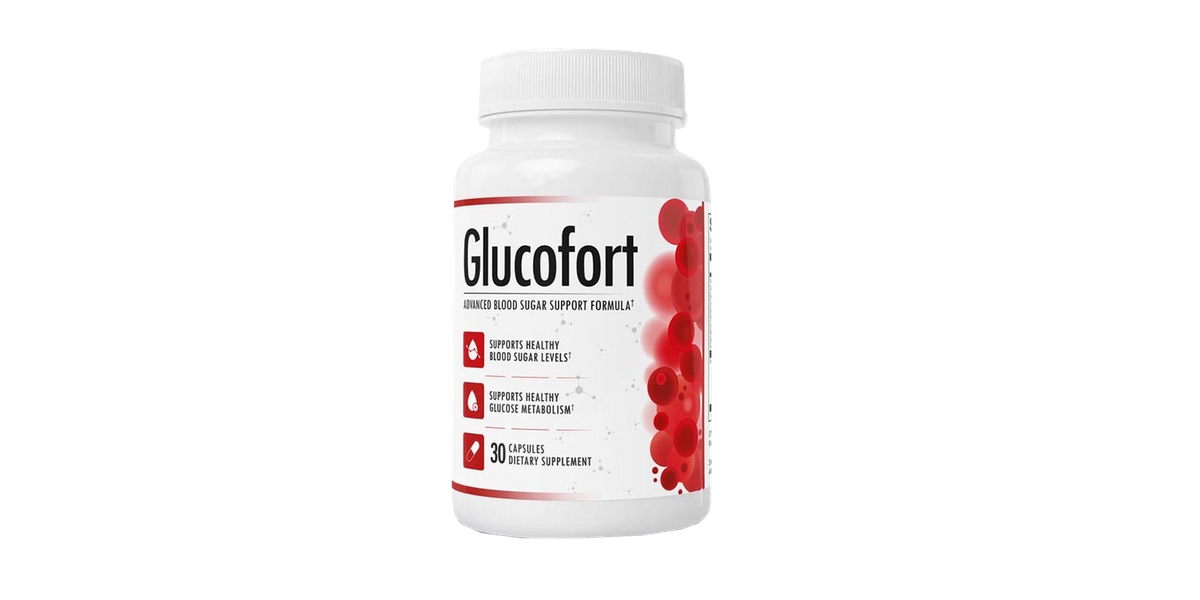 Glucofort
ADVANCED BLOOD SUGAR SUPPORT FORMULA†
SUPPORTS HEALTHY
BLOOD SUGAR LEVELS†
SUPPORTS HEALTHY
GLUCOSE METABOLISM†
30 CAPSULES
DIETARY SUPPLEMENT